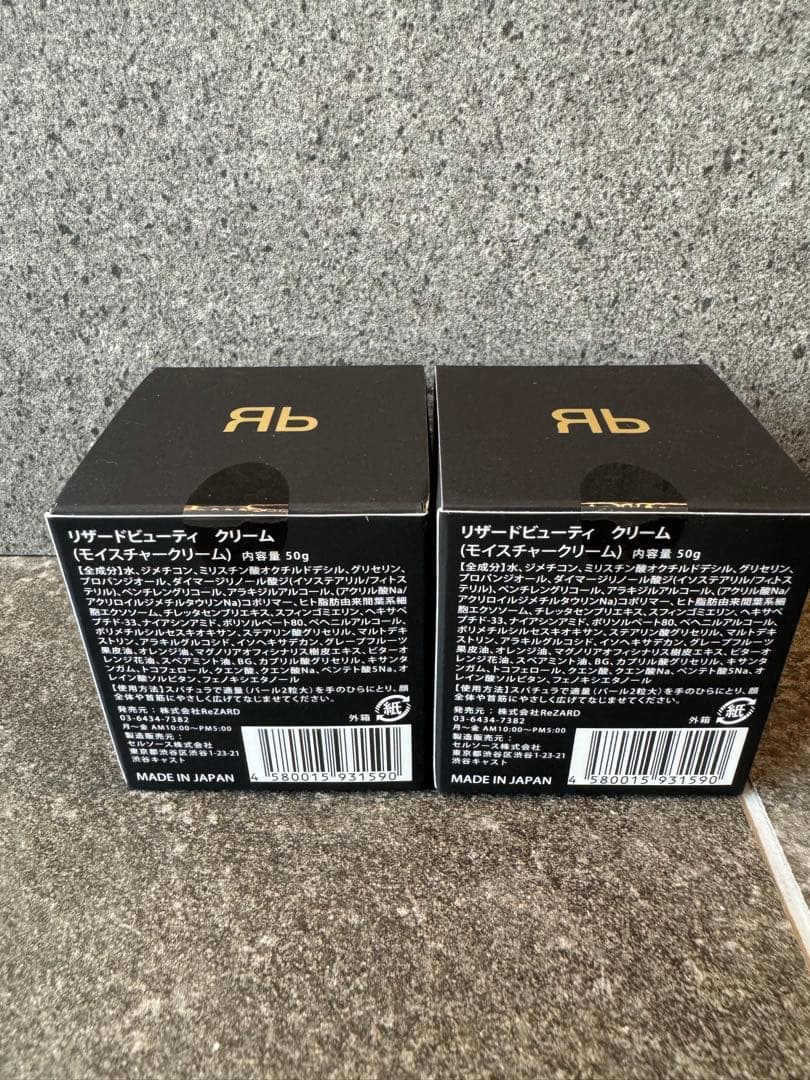 Rb
リザードビューティ クリーム
(モイスチャークリーム) 内容量 50g
【全成分】水、ジメチコン、ミリスチン酸オクチルドデシル、グリセリン、
プロパンジオール、ダイマージリノール酸ジ(イソステアリル/フィトス
テリル)、ペンチレングリコール、アラキジルアルコール、(アクリル酸Na/
アクリロイルジメチルタウリンNa)コポリマー、ヒト脂肪由来間葉系細
胞エクソソーム、チレッタセンブリエキス、スフィンゴミエリン、ヘキサペ
プチド-33、ナイアシンアミド、ポリソルベート80、ベヘニルアルコール、
ポリメチルシルセスキオキサン、ステアリン酸グリセリル、マルトデキ
ストリン、アラキルグルコシド、イソヘキサデカン、グレープフルーツ
果皮油、オレンジ油、マグノリアオフィシナリス樹皮エキス、ビターオ
レンジ花油、スペアミント油、BG、カプリル酸グリセリル、キサンタ
ンガム、トコフェロール、クエン酸、クエン酸Na、ペンテト酸5Na、オ
レイン酸ソルビタン、フェノキシエタノール
【使用方法】スパチュラで適量(パール2粒大)を手のひらにとり、顔
全体や首筋にやさしく広げてなじませてください。
発売元: 株式会社ReZARD
03-6434-7382
月〜金 AM10:00〜PM5:00
製造販売元:
セルソース株式会社
東京都渋谷区渋谷1-23-21
渋谷キャスト
MADE IN JAPAN
外箱
紙
4 580015 931590
Rb
リザードビューティ クリーム
(モイスチャークリーム) 内容量 50g
【全成分】水、ジメチコン、ミリスチン酸オクチルドデシル、グリセリン、
プロパンジオール、ダイマージリノール酸ジ(イソステアリル/フィトス
テリル)、ペンチレングリコール、アラキジルアルコール、(アクリル酸Na/
アクリロイルジメチルタウリンNa)コポリマー、ヒト脂肪由来間葉系細
胞エクソソーム、チレッタセンブリエキス、スフィンゴミエリン、ヘキサペ
プチド-33、ナイアシンアミド、ポリソルベート80、ベヘニルアルコール、
ポリメチルシルセスキオキサン、ステアリン酸グリセリル、マルトデキ
ストリン、アラキルグルコシド、イソヘキサデカン、グレープフルーツ
果皮油、オレンジ油、マグノリアオフィシナリス樹皮エキス、ビターオ
レンジ花油、スペアミント油、BG、カプリル酸グリセリル、キサンタ
ンガム、トコフェロール、クエン酸、クエン酸Na、ペンテト酸5Na、オ
レイン酸ソルビタン、フェノキシエタノール
【使用方法】スパチュラで適量(パール2粒大)を手のひらにとり、顔
全体や首筋にやさしく広げてなじませてください。
発売元: 株式会社ReZARD
03-6434-7382
月〜金 AM10:00〜PM5:00
製造販売元:
セルソース株式会社
東京都渋谷区渋谷1-23-21
渋谷キャスト
MADE IN JAPAN
外箱
紙
4 580015 931590